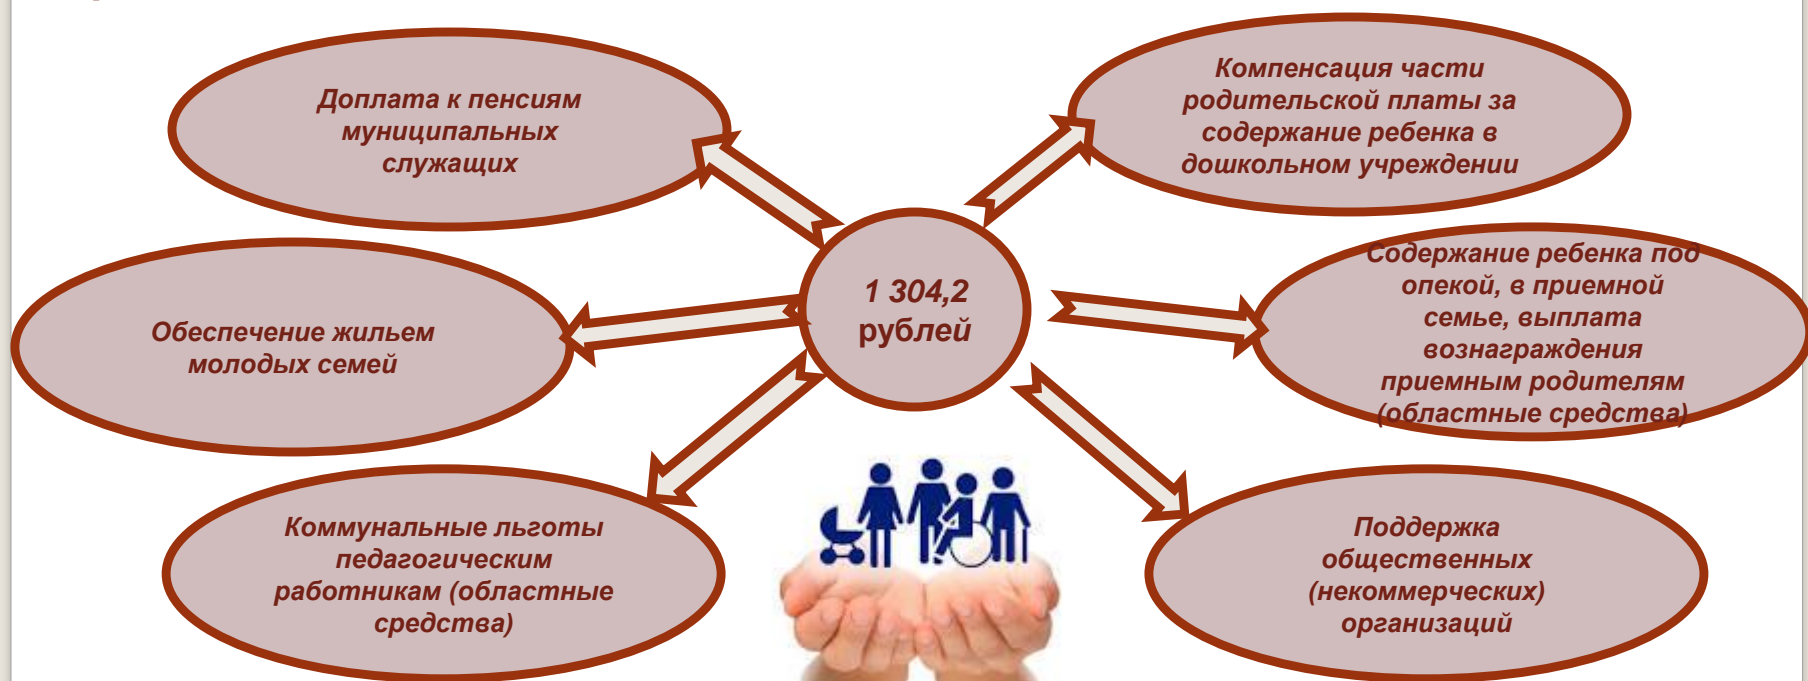 Доплата к пенсиям
муниципальных
служащих
Компенсация части
родительской платы за
содержание ребенка в
дошкольном учреждении
Обеспечение жильем
молодых семей
1 304,2
рублей
Содержание ребенка под
опекой, в приемной
семье, выплата
вознаграждения
приемным родителям
(областные средства)
Коммунальные льготы
педагогическим
работникам (областные
средства)
Поддержка
общественных
(некоммерческих)
организаций